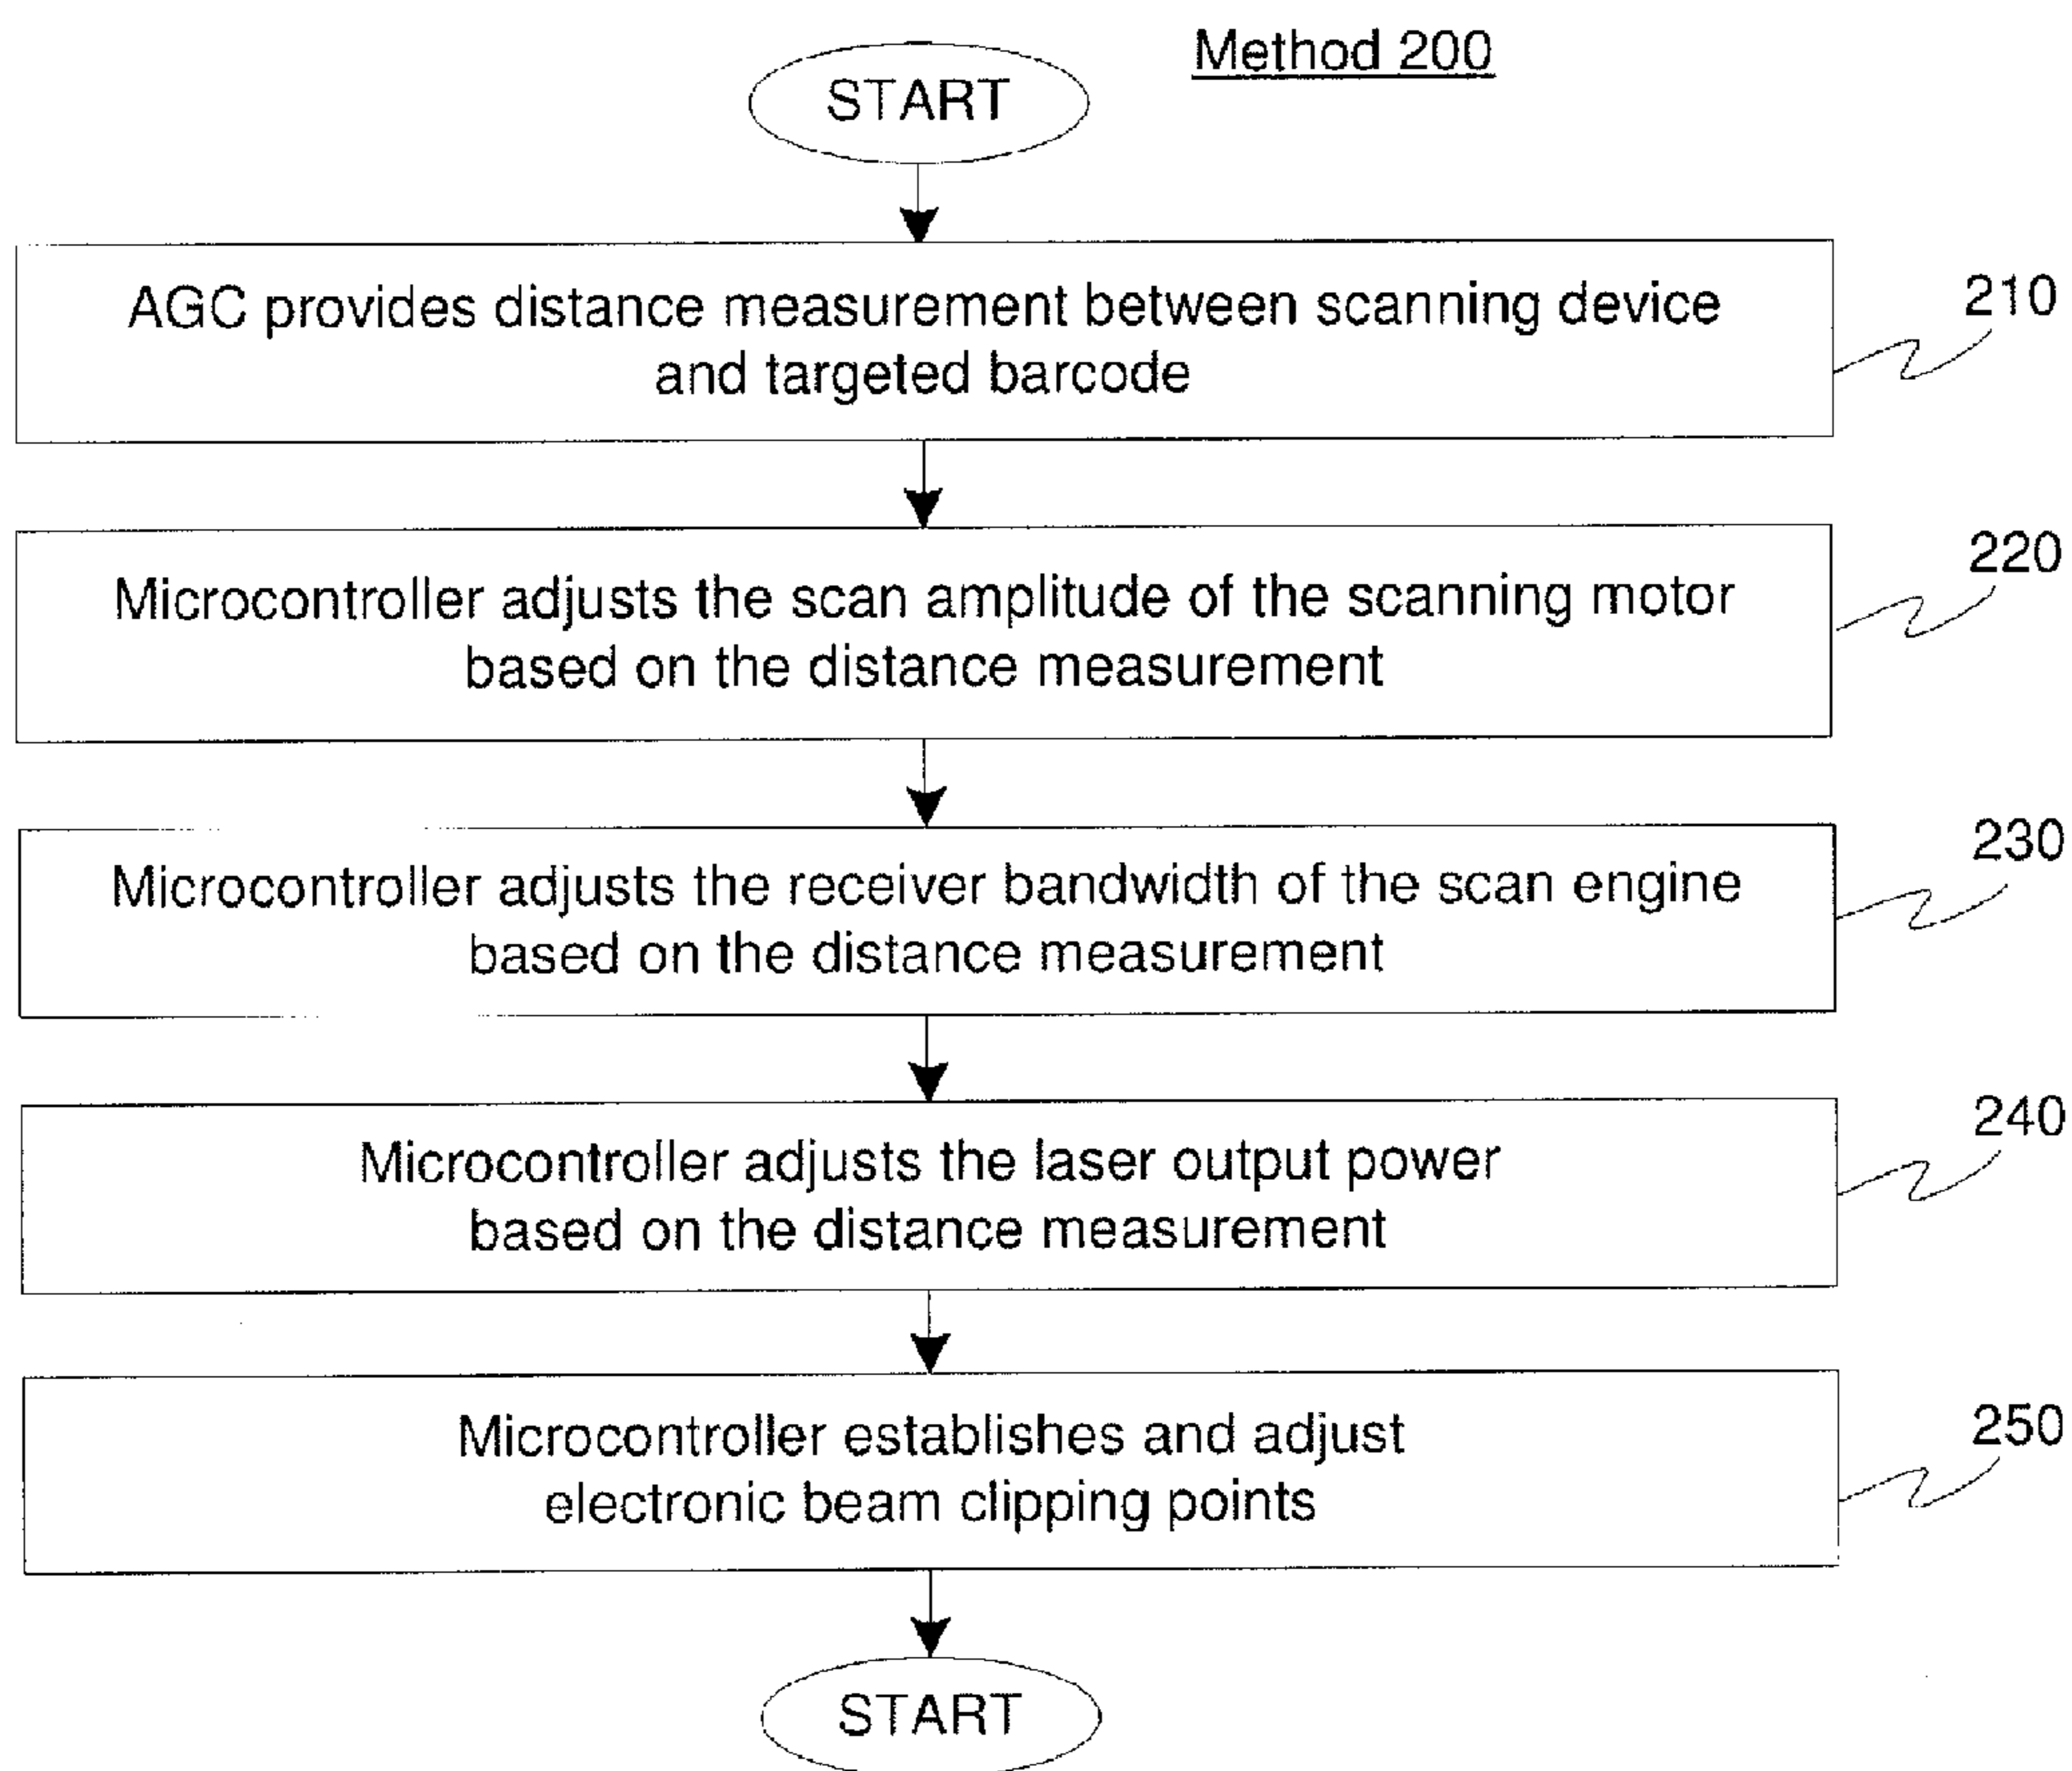 Method 200
START
AGC provides distance measurement between scanning device
and targeted barcode
210
Microcontroller adjusts the scan amplitude of the scanning motor
based on the distance measurement
220
Microcontroller adjusts the receiver bandwidth of the scan engine
based on the distance measurement
230
Microcontroller adjusts the laser output power
based on the distance measurement
240
Microcontroller establishes and adjust
electronic beam clipping points
250
START